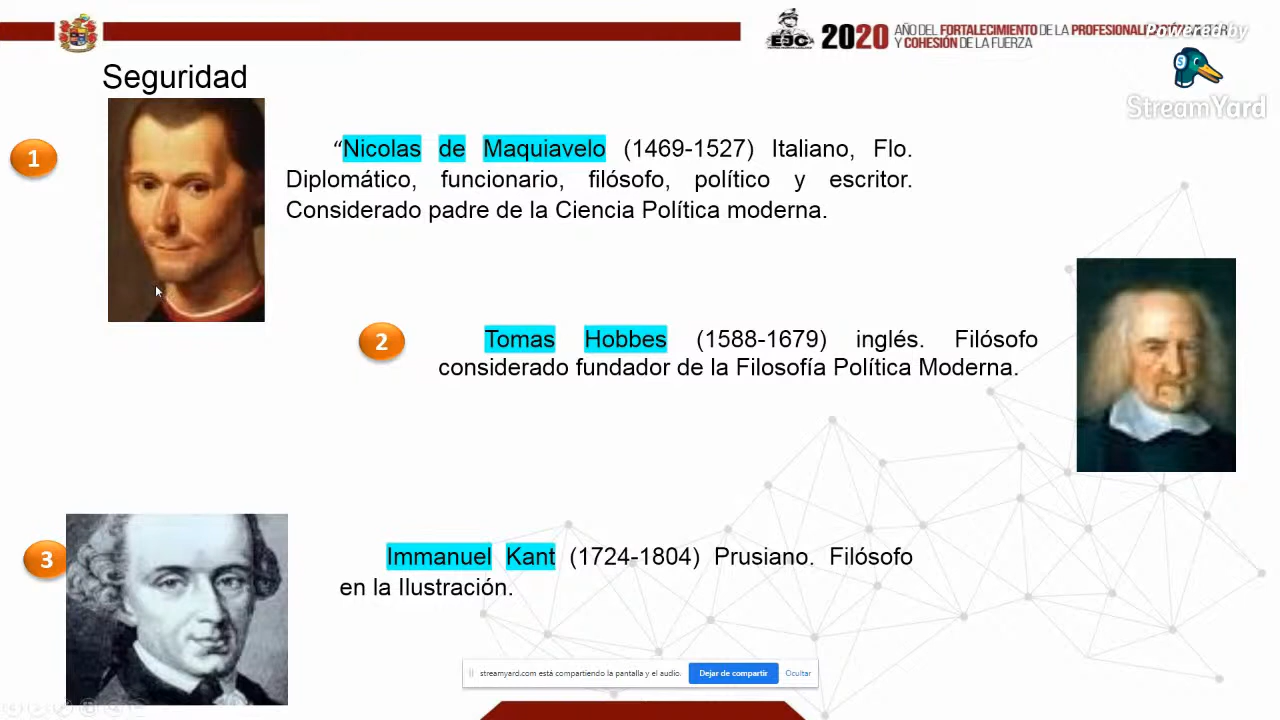 EJC
2020 AÑO DEL FORTALECIMIENTO DE LA
Y COHESIÓN DE LA FUERZA
Powered by
StreamYard
Seguridad
1
“Nicolas de Maquiavelo (1469-1527) Italiano, Flo.
Diplomático, funcionario, filósofo, político y escritor.
Considerado padre de la Ciencia Política moderna.
2
Tomas Hobbes (1588-1679) inglés. Filósofo
considerado fundador de la Filosofía Política Moderna.
3
Immanuel Kant (1724-1804) Prusiano. Filósofo
en la Ilustración.
streamyard.com está compartiendo la pantalla y el audio.
Dejar de compartir
Ocultar